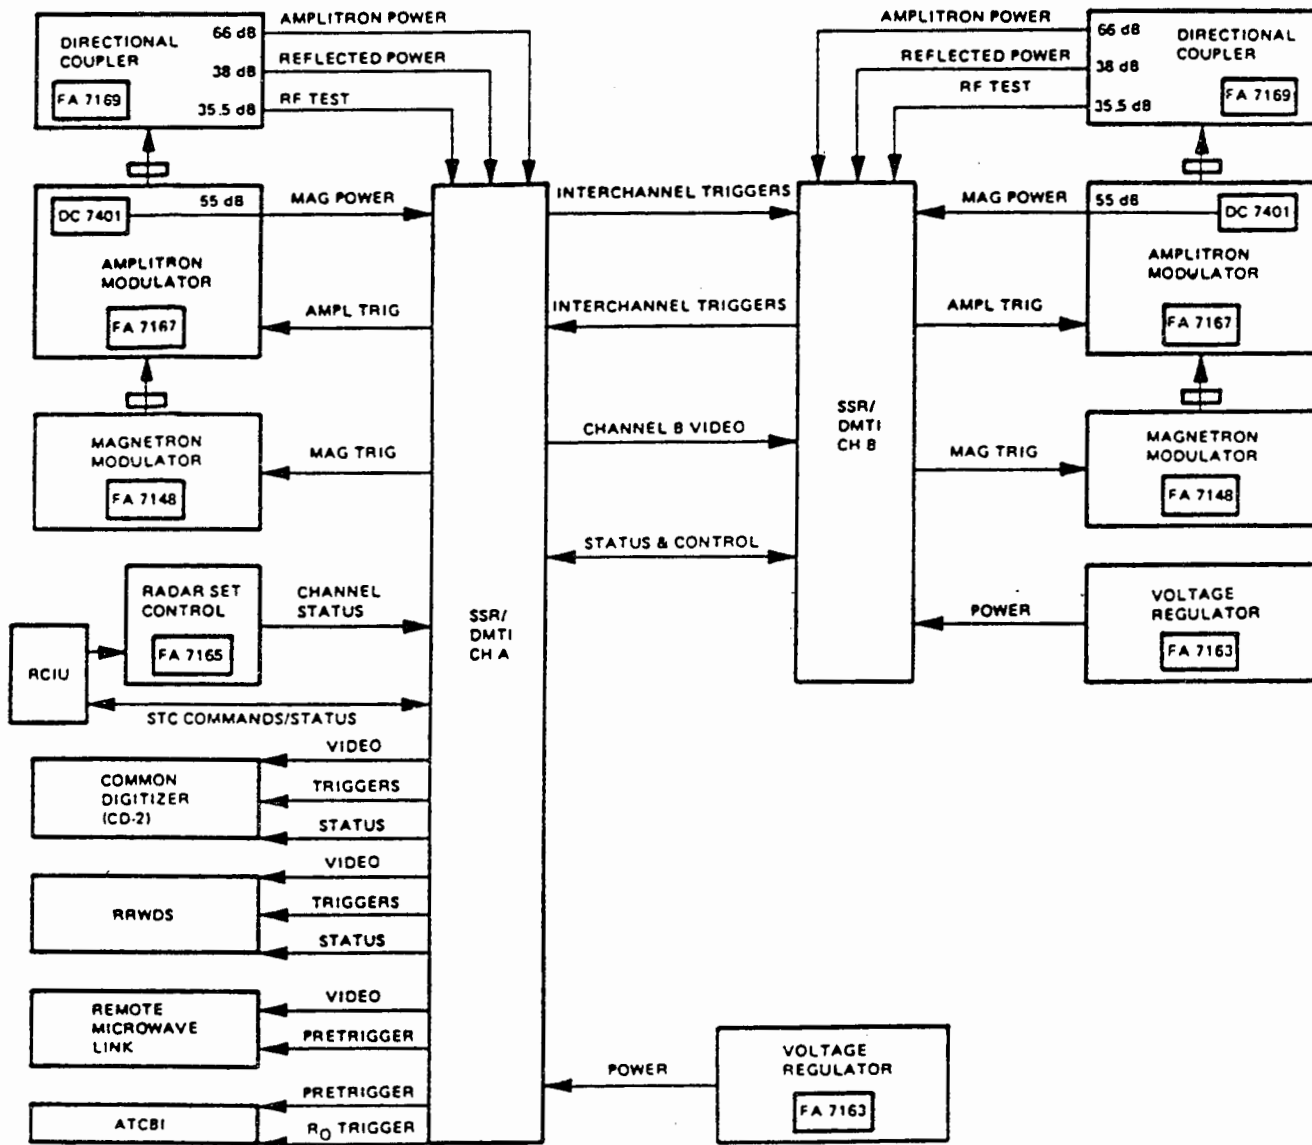 DIRECTIONAL
COUPLER
FA 7169
66 dB
38 dB
35.5 dB
AMPLITRON POWER
REFLECTED POWER
RF TEST
AMPLITRON POWER
REFLECTED POWER
RF TEST
66 dB
38 dB
35.5 dB
DIRECTIONAL
COUPLER
FA 7169
DC 7401
55 dB
AMPLITRON
MODULATOR
FA 7167
MAG POWER
AMPL TRIG
INTERCHANNEL TRIGGERS
INTERCHANNEL TRIGGERS
MAG POWER
AMPL TRIG
55 dB
DC 7401
AMPLITRON
MODULATOR
FA 7167
MAGNETRON
MODULATOR
FA 7148
MAG TRIG
CHANNEL B VIDEO
STATUS & CONTROL
SSR/
DMTI
CH B
MAG TRIG
MAGNETRON
MODULATOR
FA 7148
RADAR SET
CONTROL
FA 7165
CHANNEL
STATUS
RCIU
STC COMMANDS/STATUS
SSR/
DMTI
CH A
POWER
VOLTAGE
REGULATOR
FA 7163
COMMON
DIGITIZER
(CD-2)
VIDEO
TRIGGERS
STATUS
RRWDS
VIDEO
TRIGGERS
STATUS
REMOTE
MICROWAVE
LINK
VIDEO
PRETRIGGER
ATCBI
PRETRIGGER
RO TRIGGER
POWER
VOLTAGE
REGULATOR
FA 7163